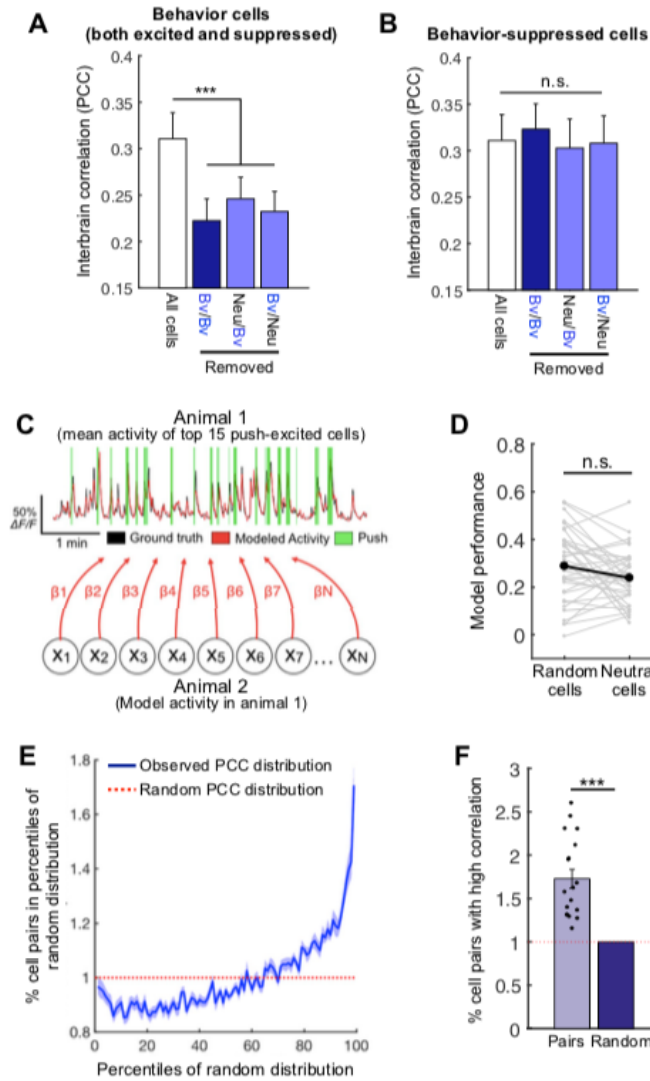 A
Behavior cells
(both excited and suppressed)
Interbrain correlation (PCC)
0.4
0.35
0.3
0.25
0.2
0.15
***
All cells
Bv/Bv
Neu/Bv
Bv/Neu
Removed
B
Behavior-suppressed cells
Interbrain correlation (PCC)
0.4
0.35
0.3
0.25
0.2
0.15
n.s.
All cells
Bv/Bv
Neu/Bv
Bv/Neu
Removed
C
Animal 1
(mean activity of top 15 push-excited cells)
50%
ΔF/F
1 min
Ground truth
Modeled Activity
Push
β1
β2
β3
β4
β5
β6
β7
βN
X1
X2
X3
X4
X5
X6
X7
...
XN
Animal 2
(Model activity in animal 1)
D
Model performance
0.8
0.6
0.4
0.2
0
n.s.
Random
cells
Neutra
cells
E
% cell pairs in percentiles of
random distribution
1.8
1.6
1.4
1.2
1
0.8
Observed PCC distribution
Random PCC distribution
0
20
40
60
80
100
Percentiles of random distribution
F
% cell pairs with high correlation
3
2.5
2
1.5
1
0.5
0
***
Pairs
Random